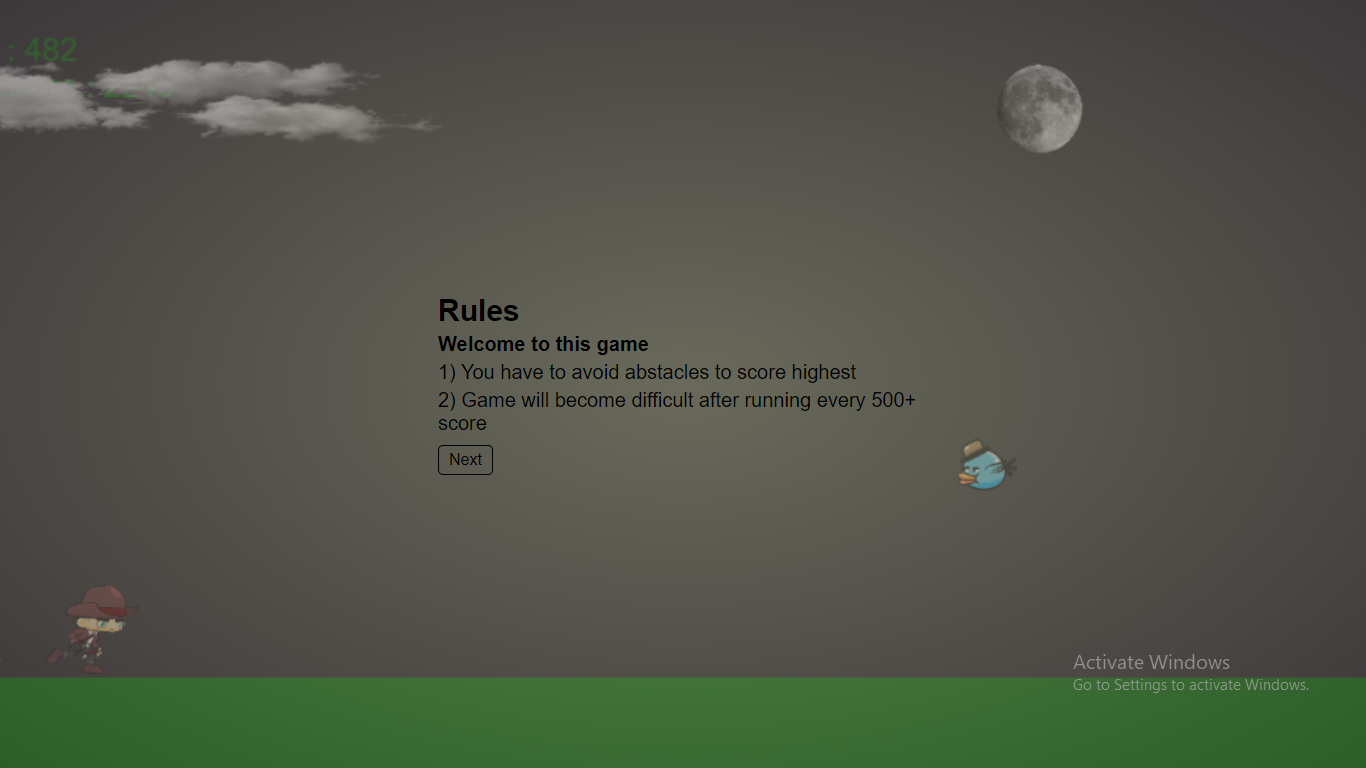 : 482
Rules
Welcome to this game
1) You have to avoid abstacles to score highest
2) Game will become difficult after running every 500+
score
Next
Activate Windows
Go to Settings to activate Windows.